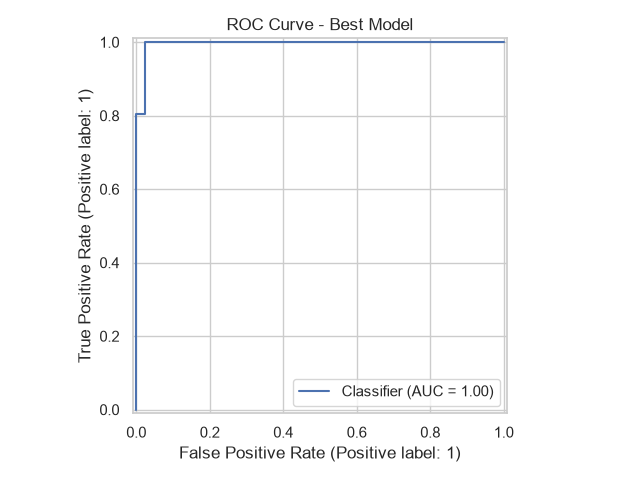 ROC Curve - Best Model
1.0
0.8
0.6
0.4
0.2
0.0
True Positive Rate (Positive label: 1)
Classifier (AUC = 1.00)
0.0 0.2 0.4 0.6 0.8 1.0
False Positive Rate (Positive label: 1)